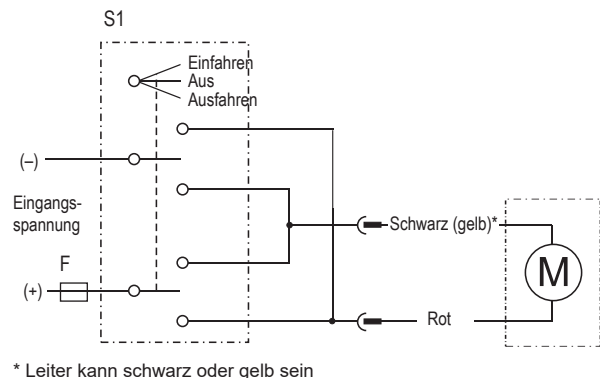 S1
Einfahren
Aus
Ausfahren
(–)
Eingangs-
spannung
F
(+)
Schwarz (gelb)*
M
Rot
* Leiter kann schwarz oder gelb sein